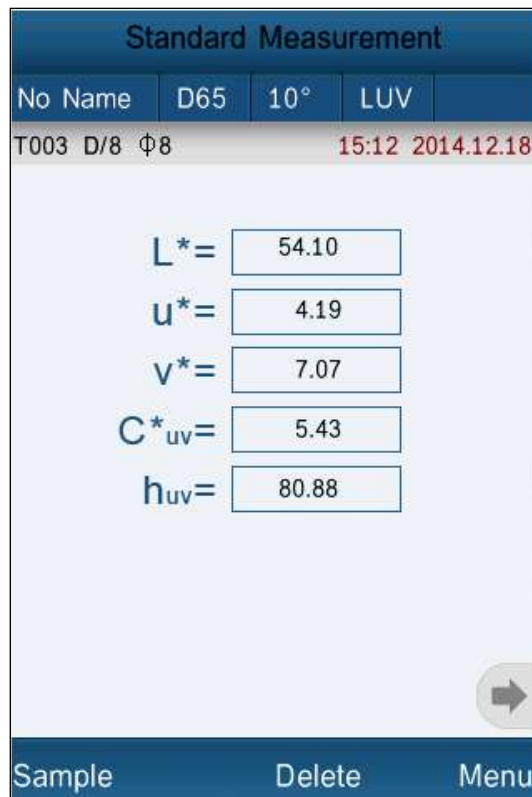 Standard Measurement
No Name D65 10° LUV
T003 D/8 Φ8 15:12 2014.12.18
L*= 54.10
u*= 4.19
v*= 7.07
C*uv= 5.43
huv= 80.88
Sample Delete Menu